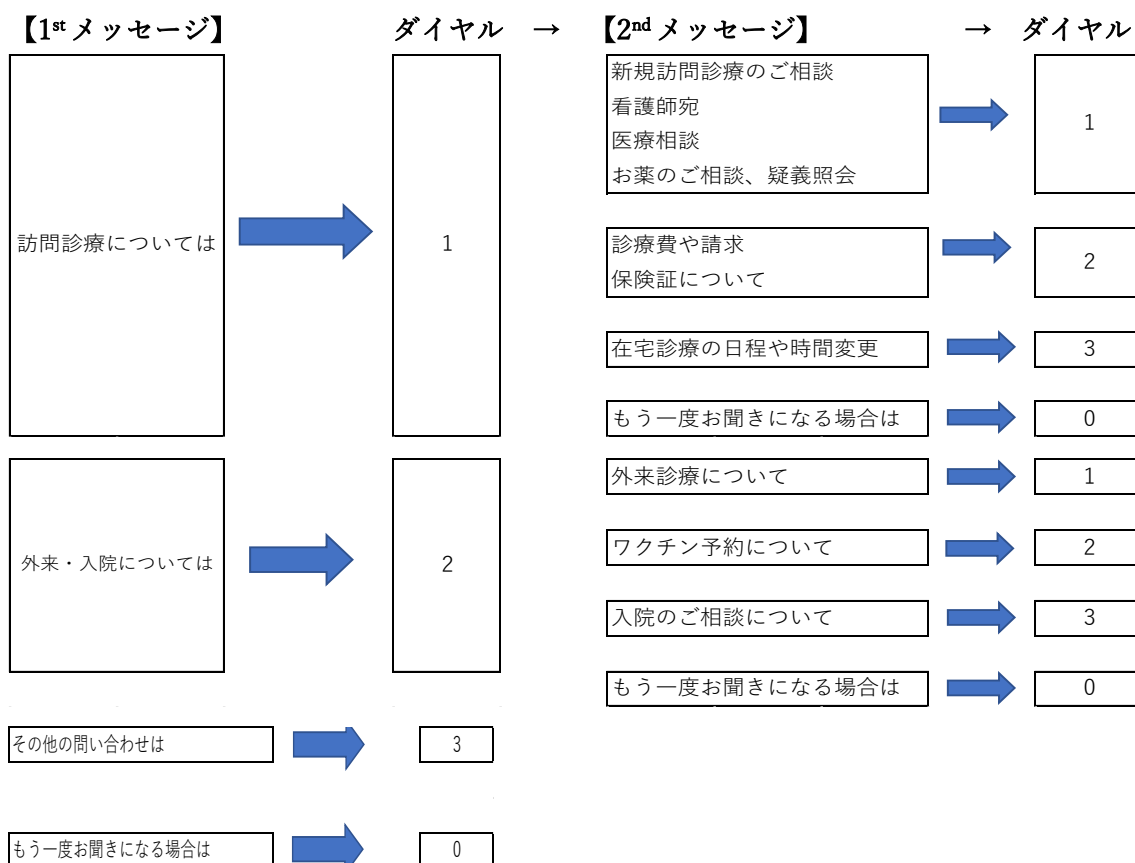 【1st メッセージ】 ダイヤル → 【2nd メッセージ】 → ダイヤル
訪問診療については
1
新規訪問診療のご相談
看護師宛
医療相談
お薬のご相談、疑義照会
1
診療費や請求
保険証について
2
在宅診療の日程や時間変更
3
もう一度お聞きになる場合は
0
外来・入院については
2
外来診療について
1
ワクチン予約について
2
入院のご相談について
3
もう一度お聞きになる場合は
0
その他の問い合わせは
3
もう一度お聞きになる場合は
0